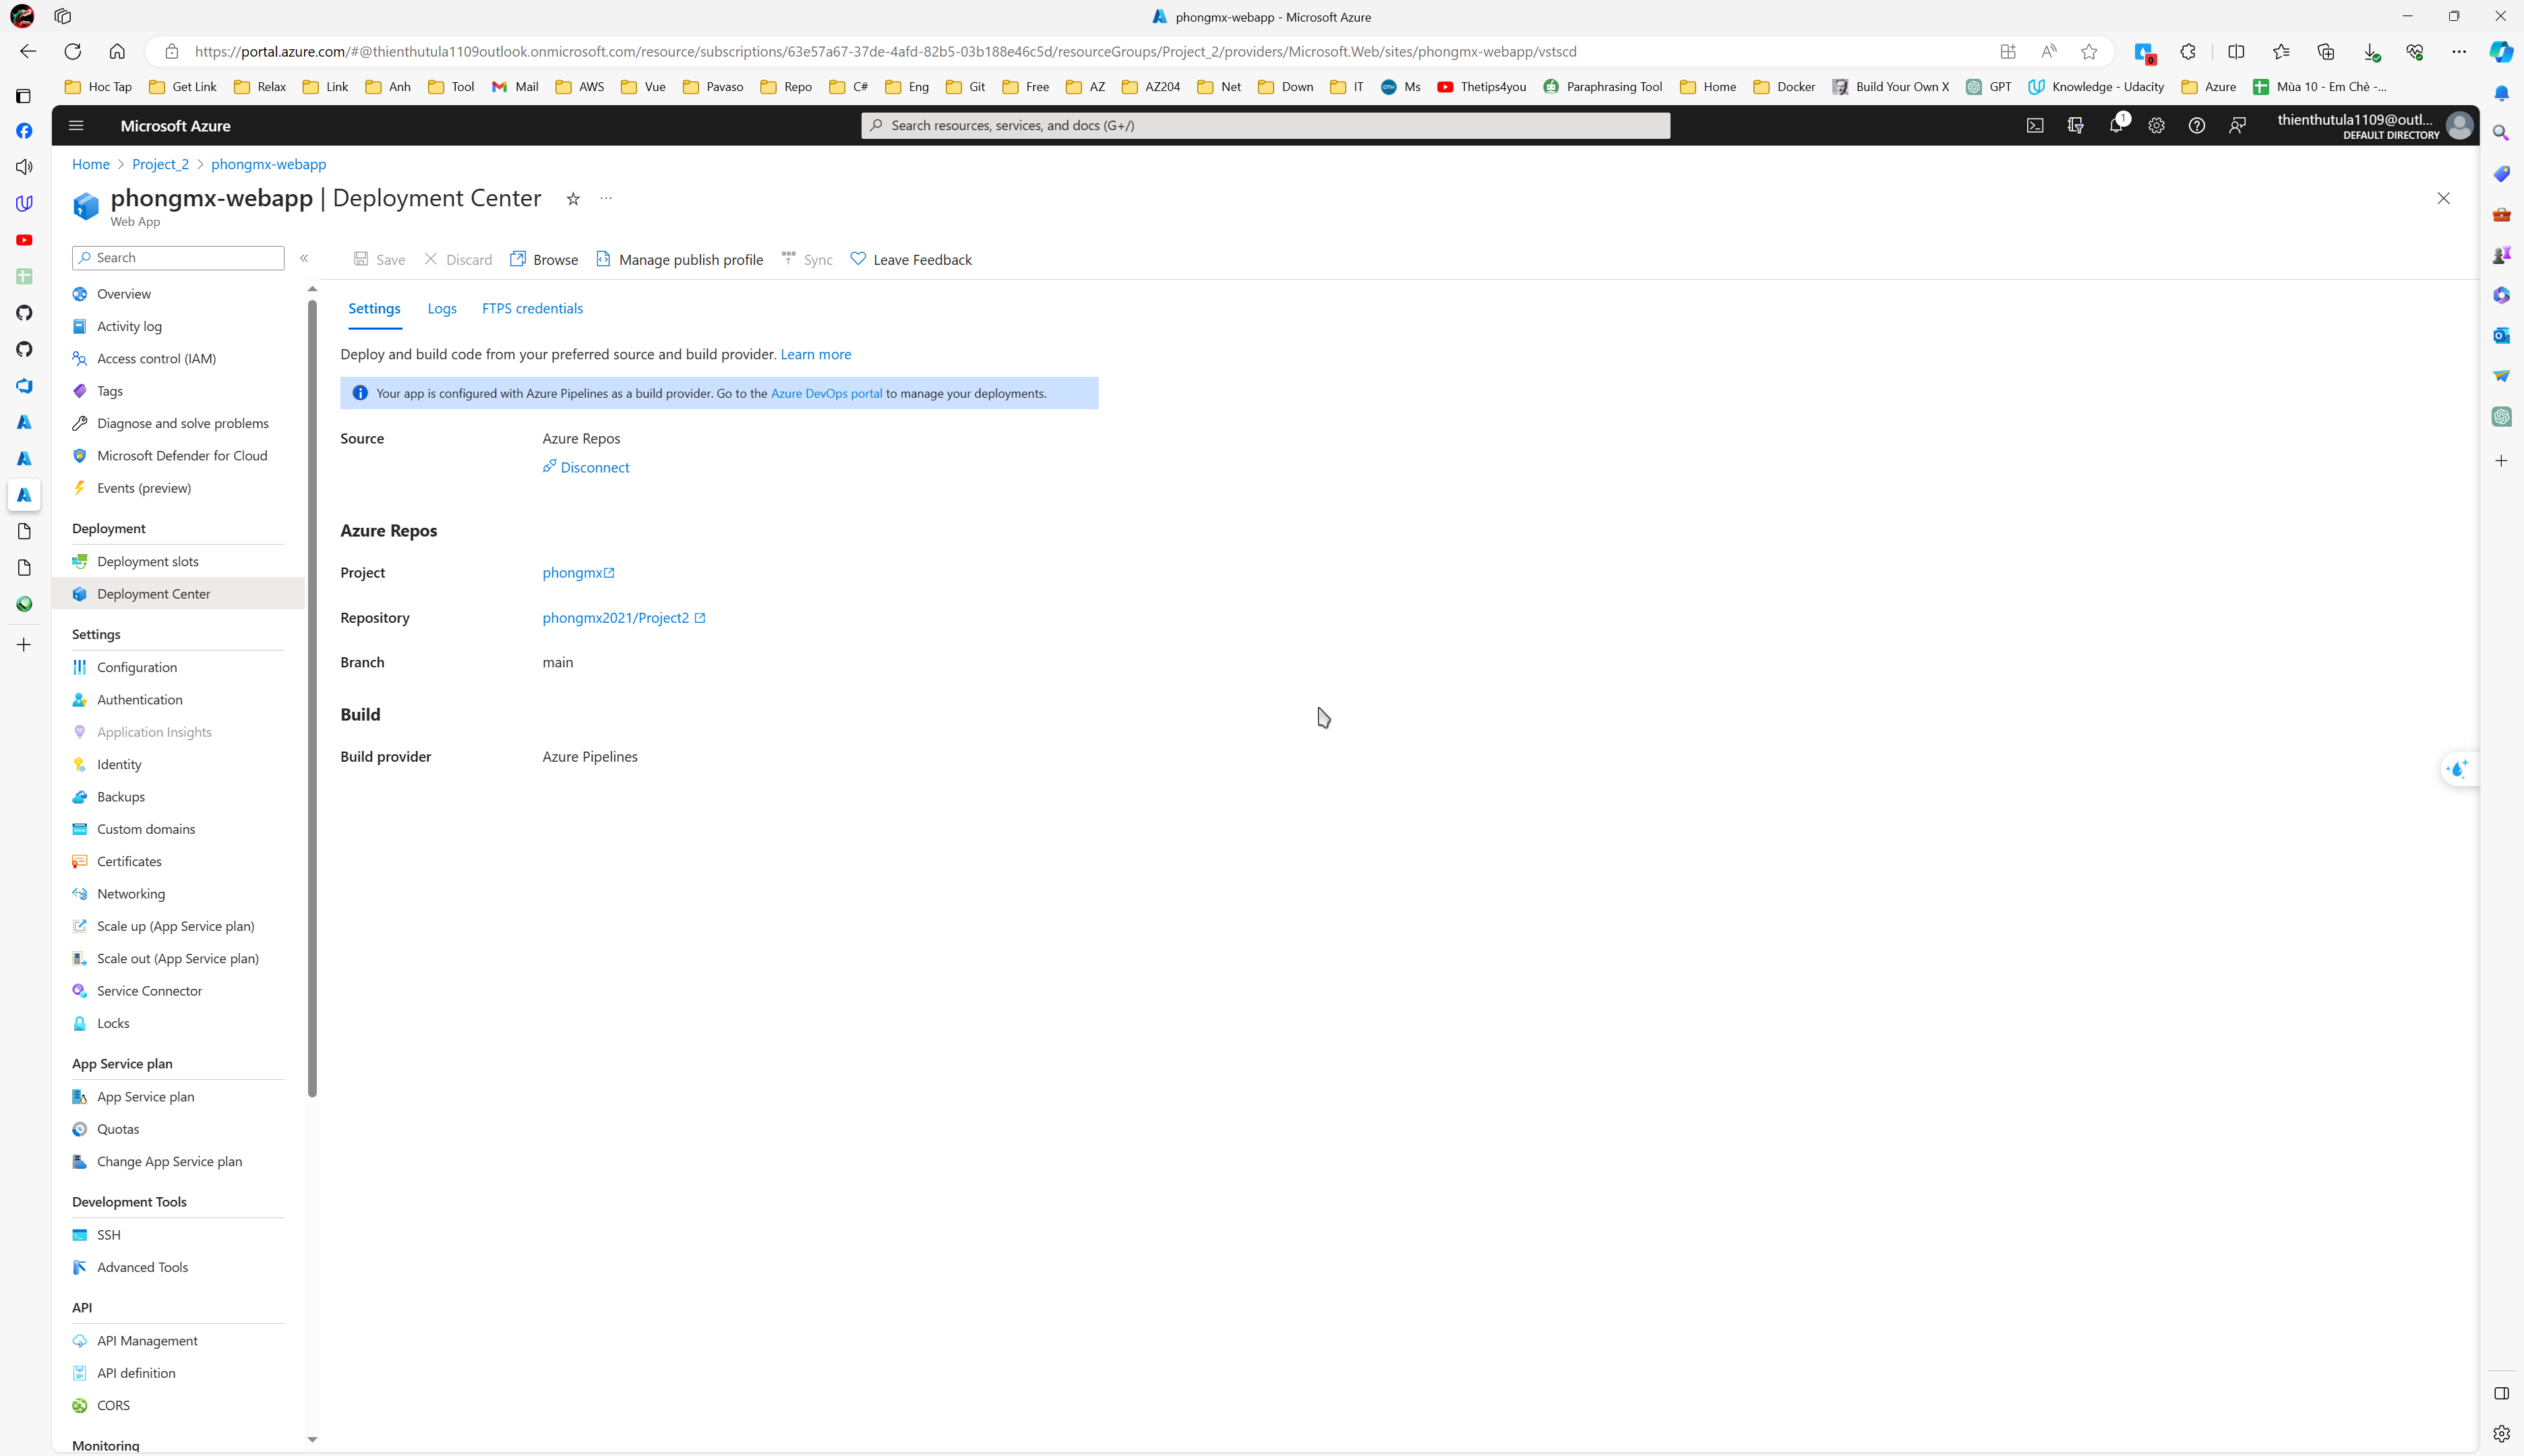 phongmx-webapp - Microsoft Azure
https://portal.azure.com/#@thienthutula1109outlook.onmicrosoft.com/resource/subscriptions/63e57a67-37de-4afd-82b5-03b188e46c5d/resourceGroups/Project_2/providers/Microsoft.Web/sites/phongmx-webapp/vstscd
0
Hoc Tap Get Link Relax Link Anh Tool Mail AWS Vue Pavaso Repo C# Eng Git Free AZ AZ204 Net Down IT Ms Thetips4you Paraphrasing Tool Home Docker Build Your Own X GPT Knowledge - Udacity Azure Mùa 10 - Em Chè -...
Microsoft Azure
Search resources, services, and docs (G+/)
1
thienthutula1109@outl...
DEFAULT DIRECTORY
Home > Project_2 > phongmx-webapp
phongmx-webapp | Deployment Center
Web App
Search
Save Discard Browse Manage publish profile Sync Leave Feedback
Overview
Activity log
Access control (IAM)
Tags
Diagnose and solve problems
Microsoft Defender for Cloud
Events (preview)
Deployment
Deployment slots
Deployment Center
Settings
Configuration
Authentication
Application Insights
Identity
Backups
Custom domains
Certificates
Networking
Scale up (App Service plan)
Scale out (App Service plan)
Service Connector
Locks
App Service plan
App Service plan
Quotas
Change App Service plan
Development Tools
SSH
Advanced Tools
API
API Management
API definition
CORS
Monitoring
Settings Logs FTPS credentials
Deploy and build code from your preferred source and build provider. Learn more
Your app is configured with Azure Pipelines as a build provider. Go to the Azure DevOps portal to manage your deployments.
Source Azure Repos
Disconnect
Azure Repos
Project phongmx
Repository phongmx2021/Project2
Branch main
Build
Build provider Azure Pipelines